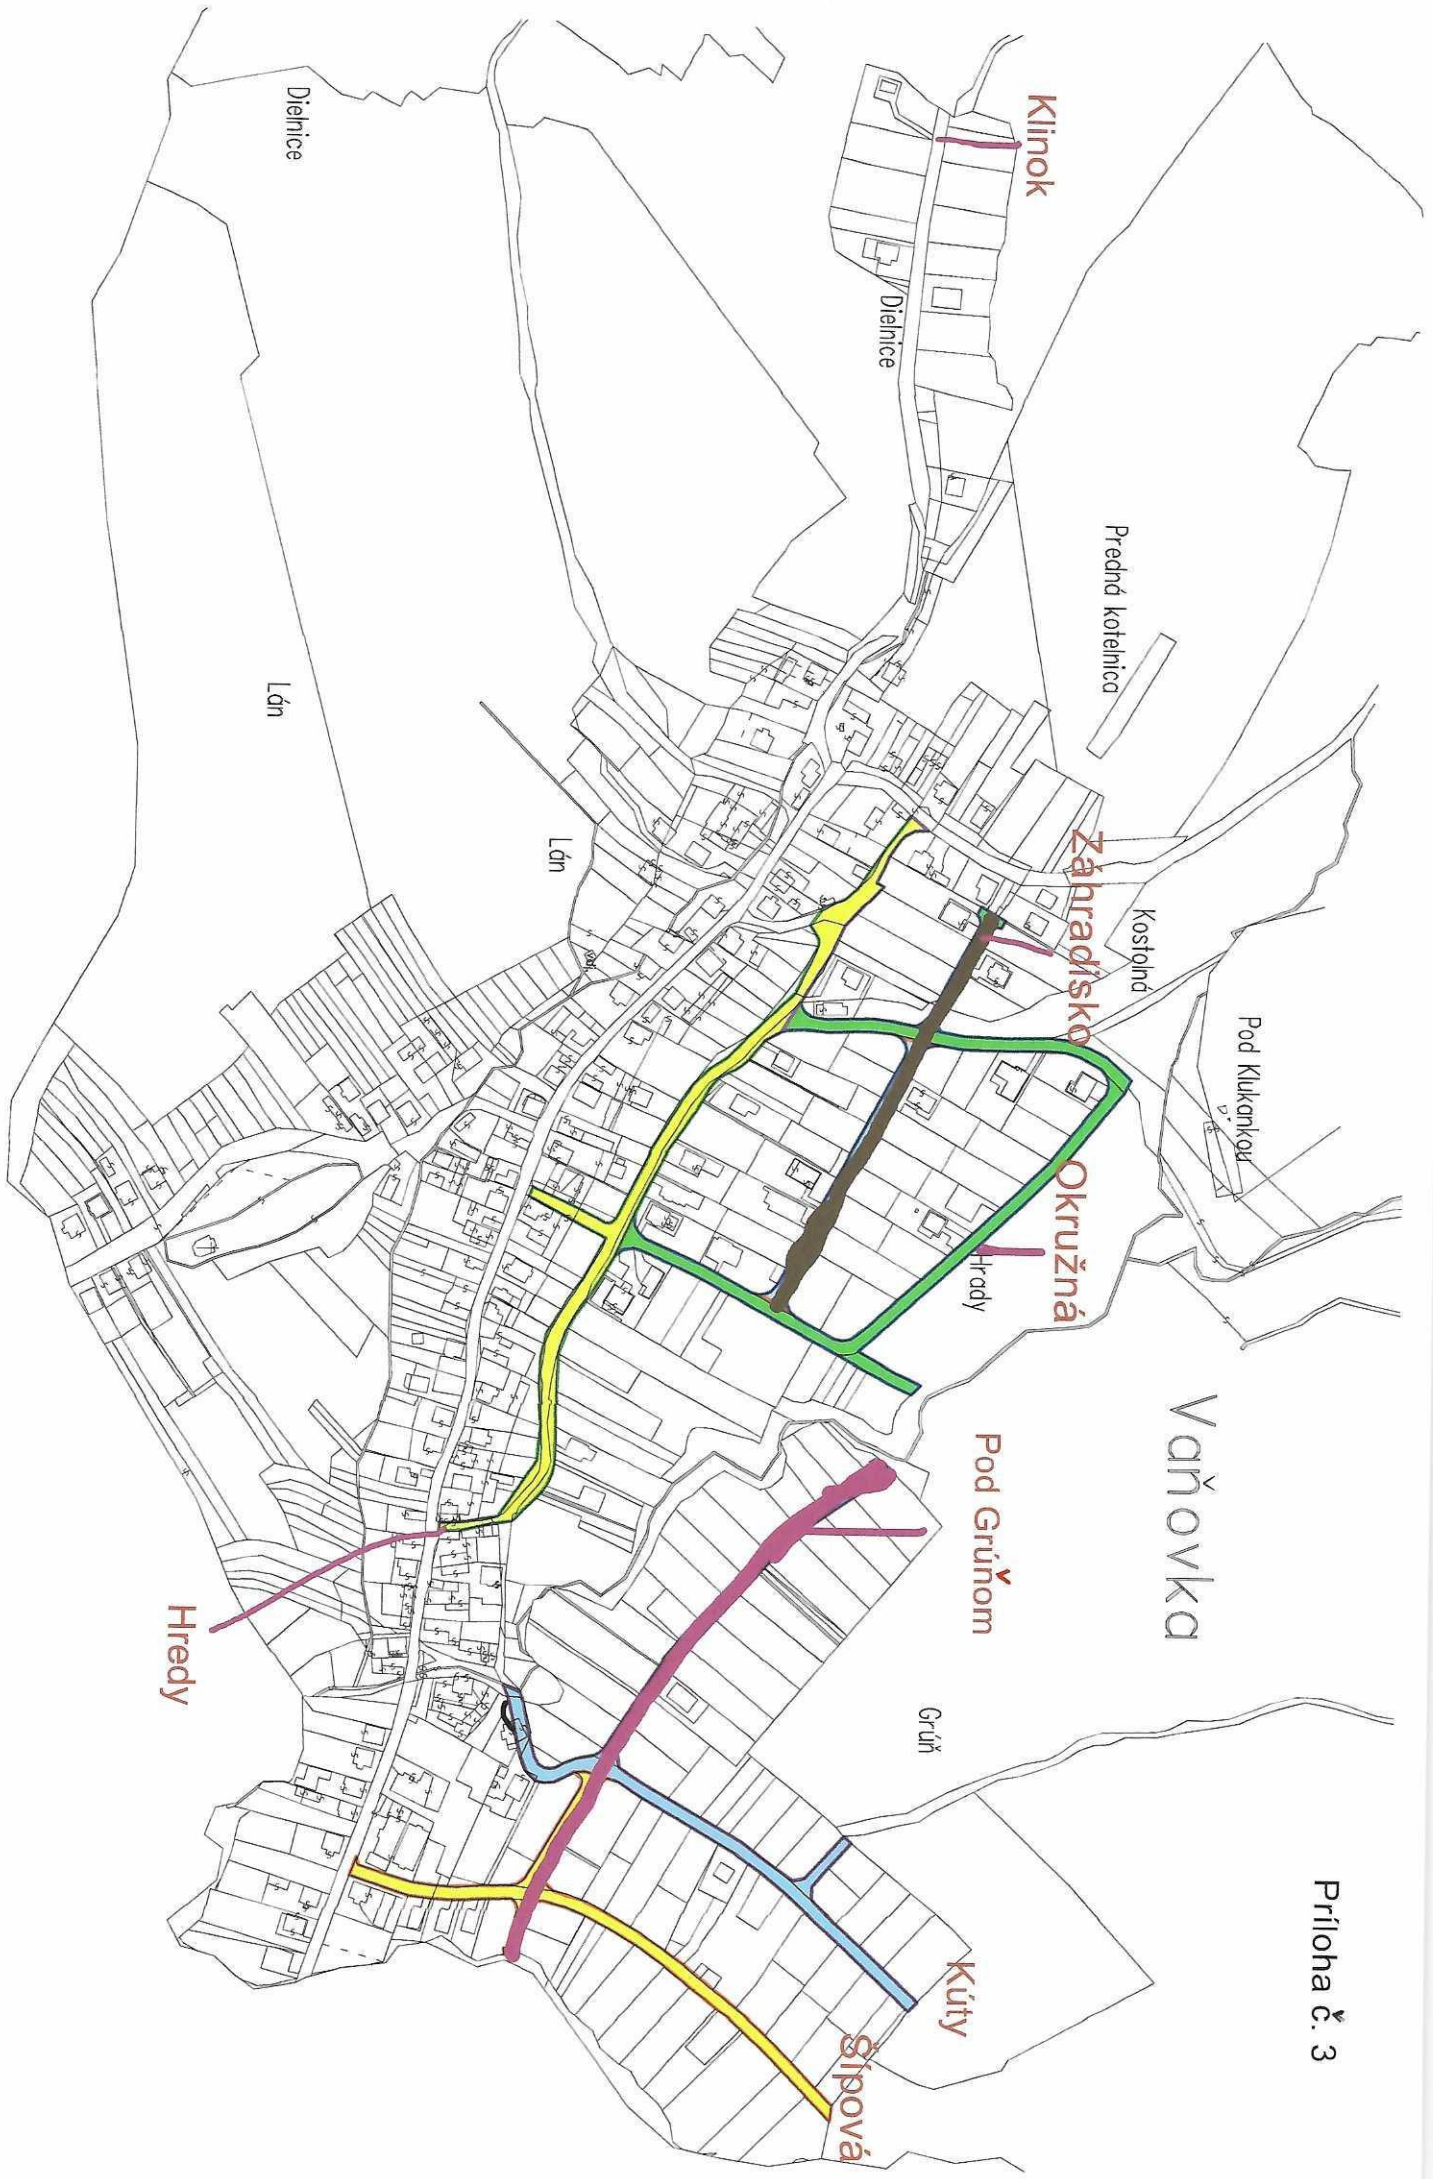 Príloha č. 3
Vaňovka
Klinok
Dielnice
Dielnice
Predná kotelnica
Záhradísko
Kostolná
Pod Klukankou
Okružná
Hrady
Lán
Lán
Pod Grúňom
Grúň
Hredy
Kúty
Šípová